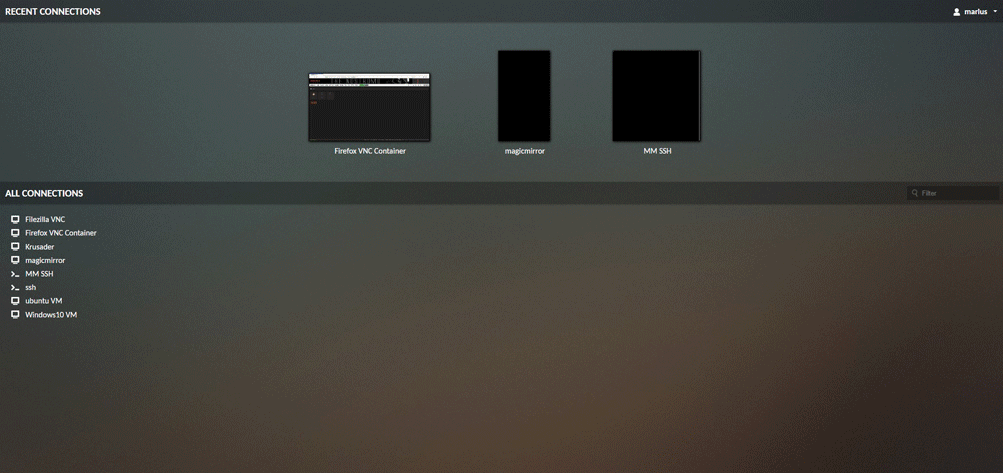 RECENT CONNECTIONS
marius
Firefox VNC Container
magicmirror
MM SSH
ALL CONNECTIONS
Filter
Filezilla VNC
Firefox VNC Container
Krusader
magicmirror
MM SSH
ssh
ubuntu VM
Windows10 VM